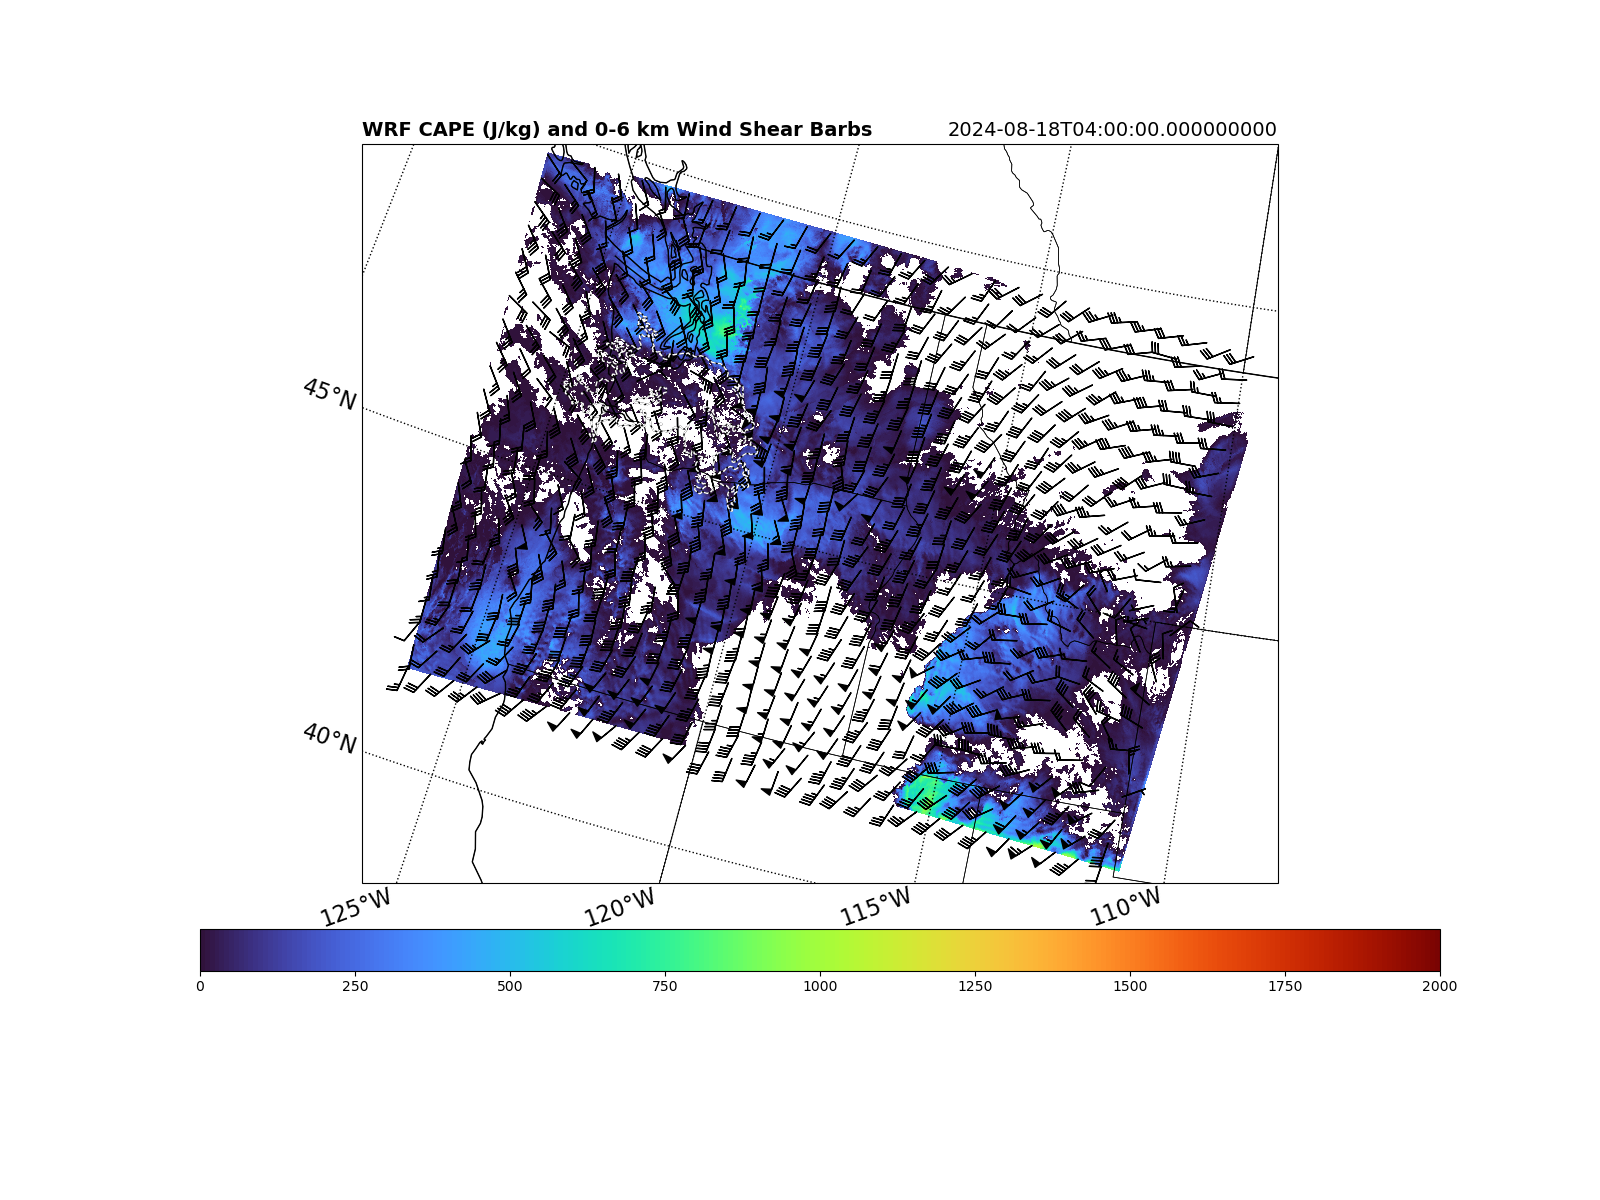 WRF CAPE (J/kg) and 0-6 km Wind Shear Barbs 2024-08-18T04:00:00.000000000
45°N
40°N
125°W 120°W 115°W 110°W
0 250 500 750 1000 1250 1500 1750 2000